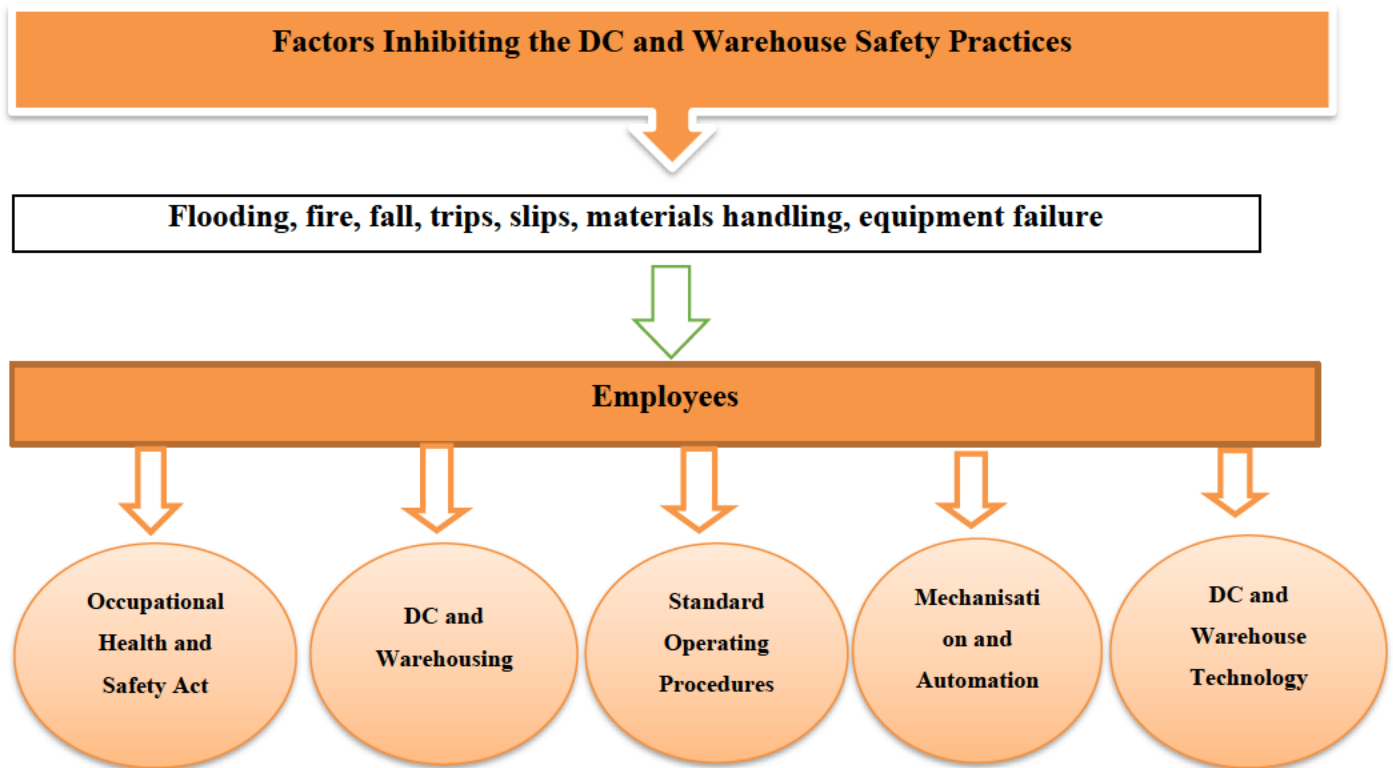 Factors Inhibiting the DC and Warehouse Safety Practices
Flooding, fire, fall, trips, slips, materials handling, equipment failure
Employees
Occupational
Health and
Safety Act
DC and
Warehousing
Standard
Operating
Procedures
Mechanisati
on and
Automation
DC and
Warehouse
Technology